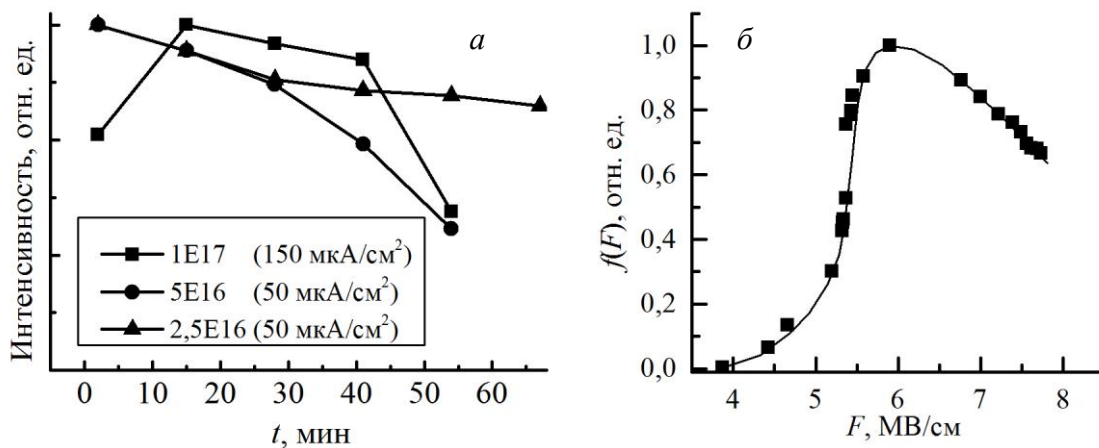 а
Интенсивность, отн. ед.
1E17 (150 мкА/см²)
5E16 (50 мкА/см²)
2,5E16 (50 мкА/см²)
0 10 20 30 40 50 60
t, мин
б
f(F), отн. ед.
1,0
0,8
0,6
0,4
0,2
0,0
4 5 6 7 8
F, МВ/см